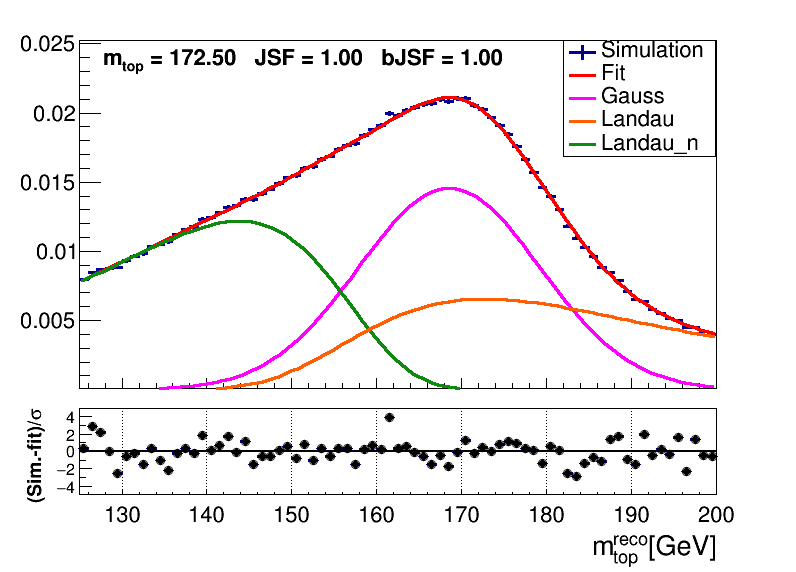 0.025
m_top = 172.50 JSF = 1.00 bJSF = 1.00
Simulation
Fit
Gauss
Landau
Landau_n
0.02
0.015
0.01
0.005
(Sim.-fit)/σ
4
2
0
−2
−4
130 140 150 160 170 180 190 200
m_top^reco[GeV]